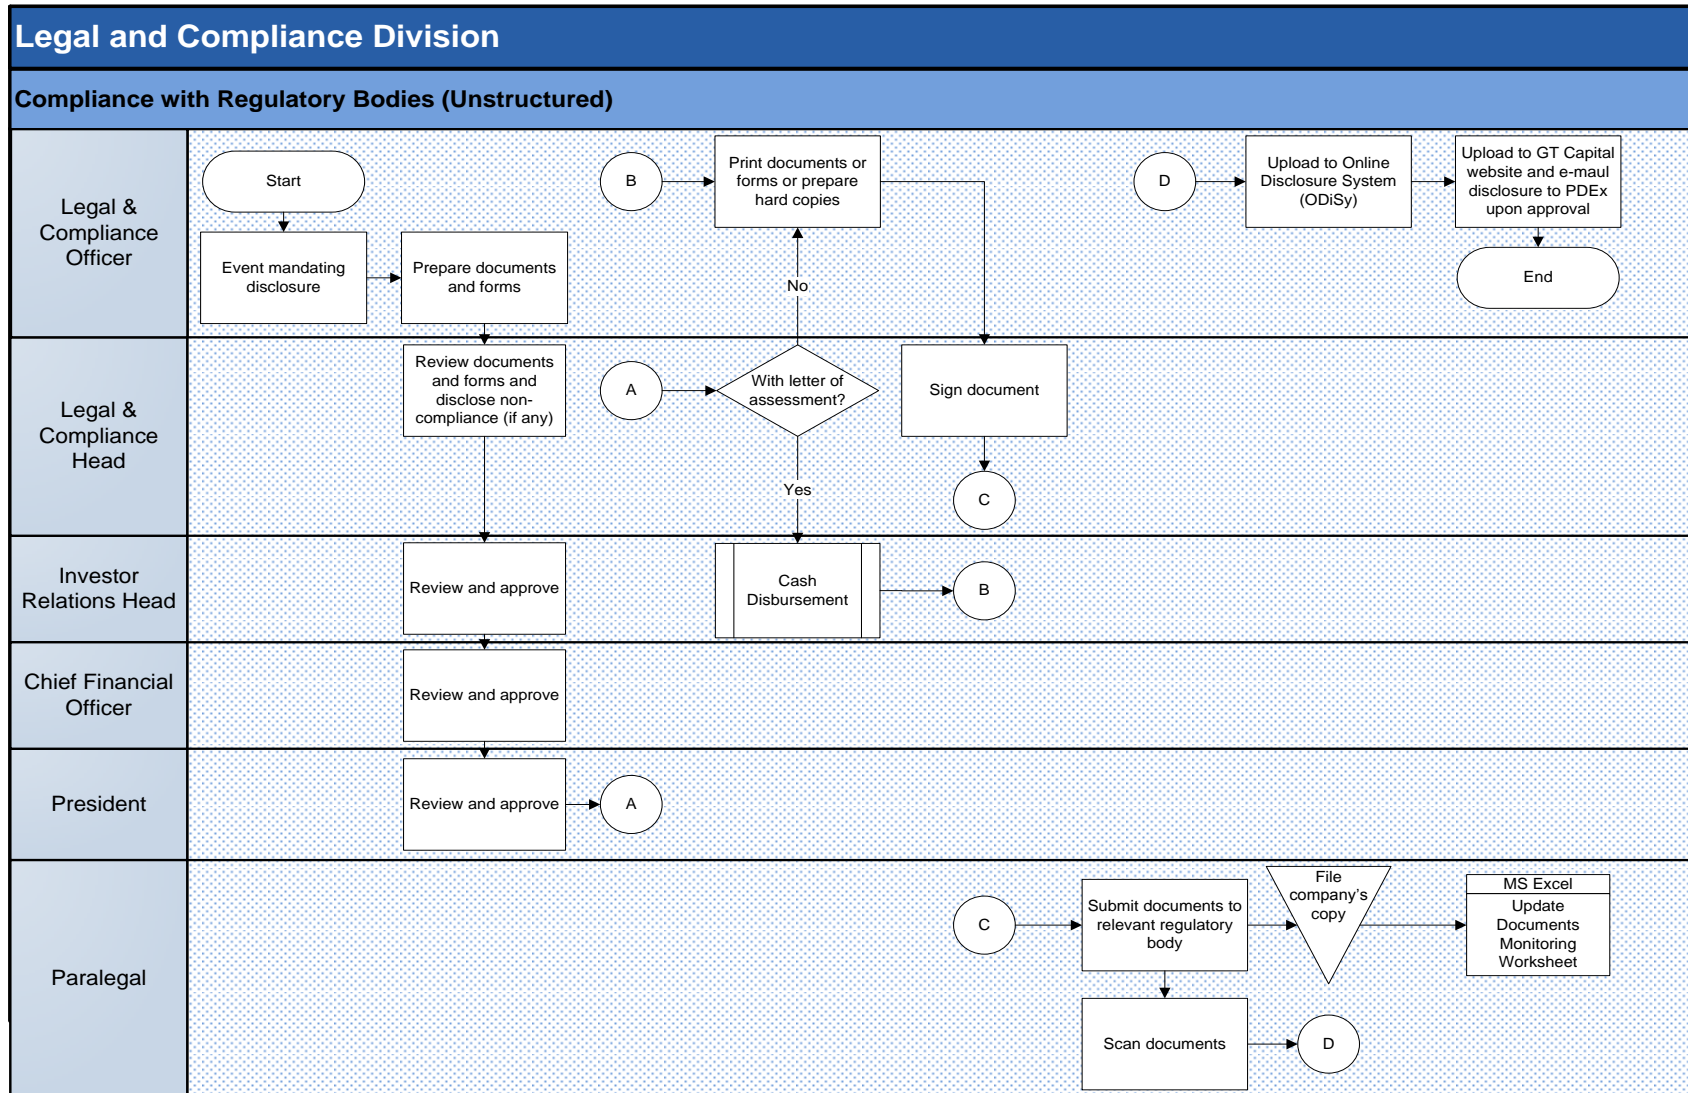 Legal and Compliance Division
Compliance with Regulatory Bodies (Unstructured)
Legal &
Compliance
Officer
Start
Event mandating
disclosure
Prepare documents
and forms
B
Print documents or
forms or prepare
hard copies
No
D
Upload to Online
Disclosure System
(ODiSy)
Upload to GT Capital
website and e-maul
disclosure to PDEx
upon approval
End
Legal &
Compliance
Head
Review documents
and forms and
disclose non-
compliance (if any)
A
With letter of
assessment?
Yes
Sign document
C
Investor
Relations Head
Review and approve
Cash
Disbursement
B
Chief Financial
Officer
Review and approve
President
Review and approve
A
Paralegal
C
Submit documents to
relevant regulatory
body
File
company's
copy
MS Excel
Update
Documents
Monitoring
Worksheet
Scan documents
D